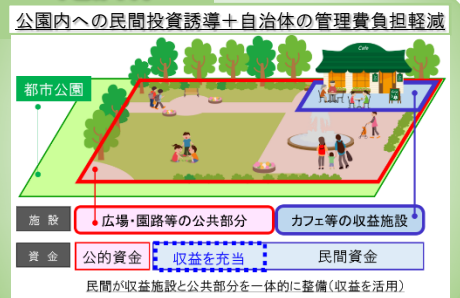 公園内への民間投資誘導＋自治体の管理費負担軽減
Cafe
都市公園
施設 広場・園路等の公共部分 カフェ等の収益施設
資金 公的資金 収益を充当 民間資金
民間が収益施設と公共部分を一体的に整備(収益を活用)